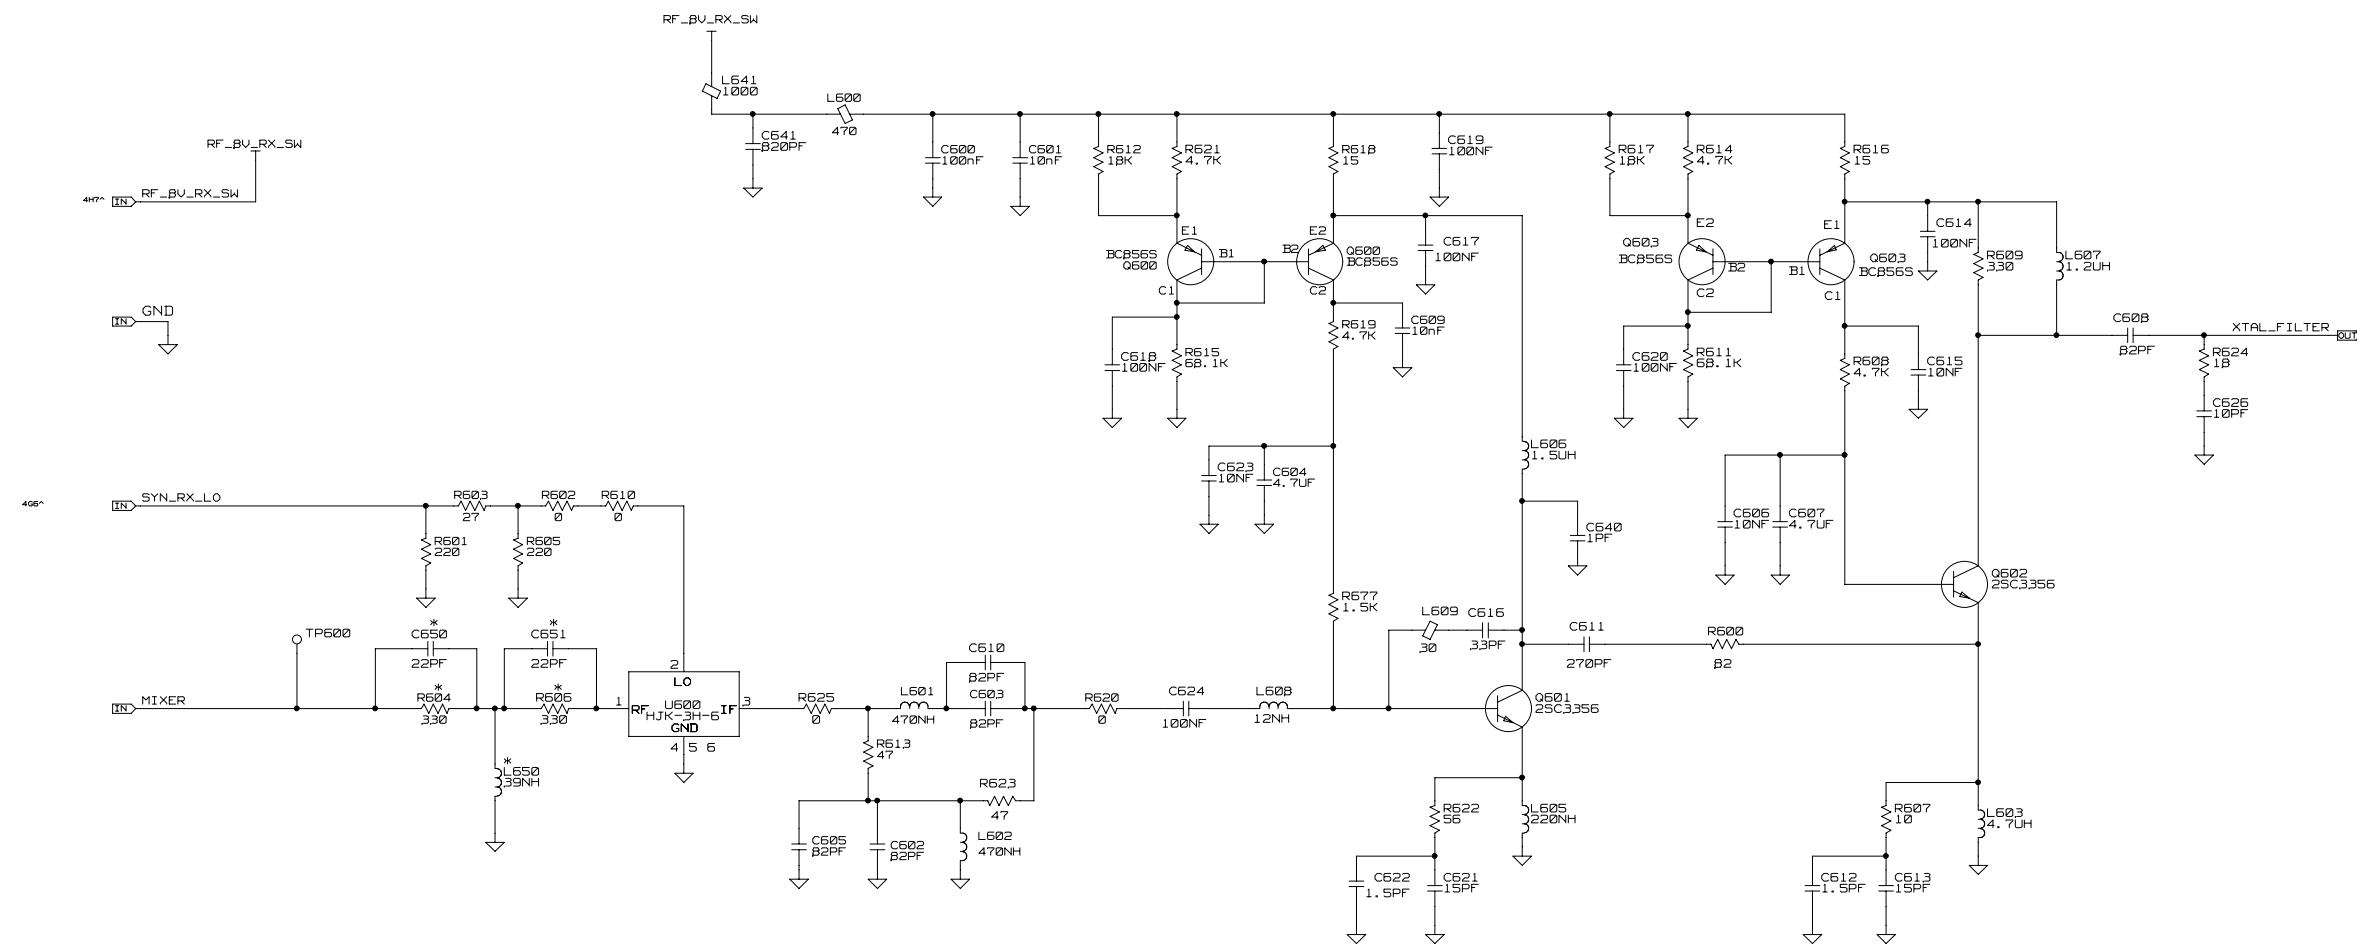 RF_8V_RX_SW
L641
1000
L600
470
C641
820PF
C600
100nF
C601
10nF
R612
18K
R621
4.7K
R618
15
C619
100NF
R617
18K
R614
4.7K
R616
15
RF_8V_RX_SW
4H7^
IN
RF_8V_RX_SW
E1
BC856S
Q600
B1
C1
E2
B2
Q600
BC856S
C2
C617
100NF
E2
Q603
BC856S
B2
C2
E1
B1
Q603
BC856S
C1
C614
100NF
R609
330
L607
1.2UH
IN
GND
C618
100NF
R615
68.1K
R619
4.7K
C609
10nF
C620
100NF
R611
68.1K
R608
4.7K
C615
10NF
C608
82PF
XTAL_FILTER
OUT
R624
18
C626
10PF
C623
10NF
C604
4.7UF
L606
1.5UH
C640
1PF
C606
10NF
C607
4.7UF
4G6^
IN
SYN_RX_LO
R603
27
R602
0
R610
0
R601
220
R605
220
Q602
2SC3356
R677
1.5K
L609
30
C616
33PF
C611
270PF
R600
82
TP600
*
C650
22PF
*
R604
330
*
C651
22PF
*
R606
330
IN
MIXER
2
LO
1
RF
U600
HJK-3H-6
IF
3
GND
4 5 6
*
L650
39NH
R625
0
L601
470NH
C610
82PF
C603
82PF
R620
0
C624
100NF
L608
12NH
Q601
2SC3356
R613
47
R623
47
C605
82PF
C602
82PF
L602
470NH
R622
56
L605
220NH
C622
1.5PF
C621
15PF
R607
10
L603
4.7UH
C612
1.5PF
C613
15PF